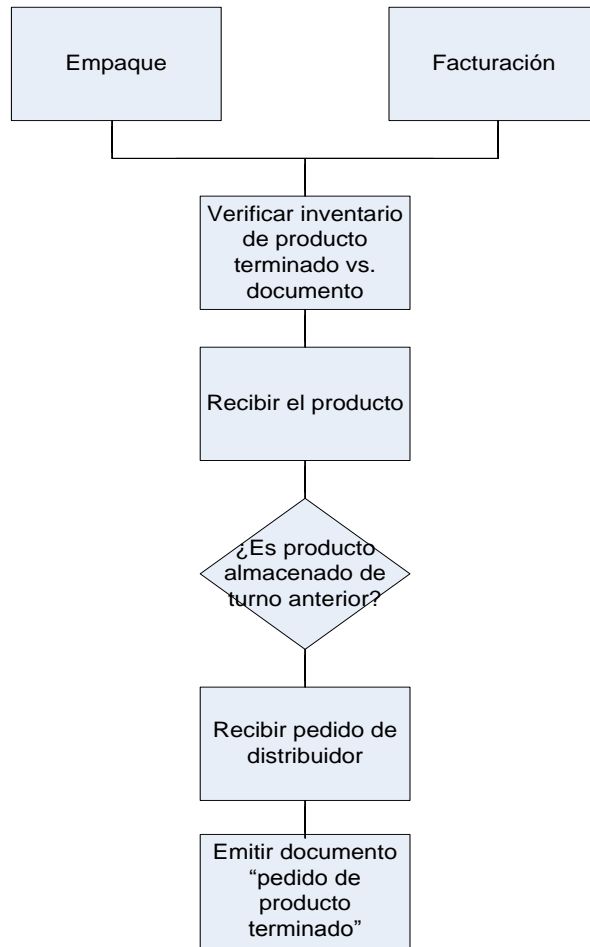 Empaque
Facturación
Verificar inventario
de producto
terminado vs.
documento
Recibir el producto
¿Es producto
almacenado de
turno anterior?
Recibir pedido de
distribuidor
Emitir documento
“pedido de
producto
terminado”